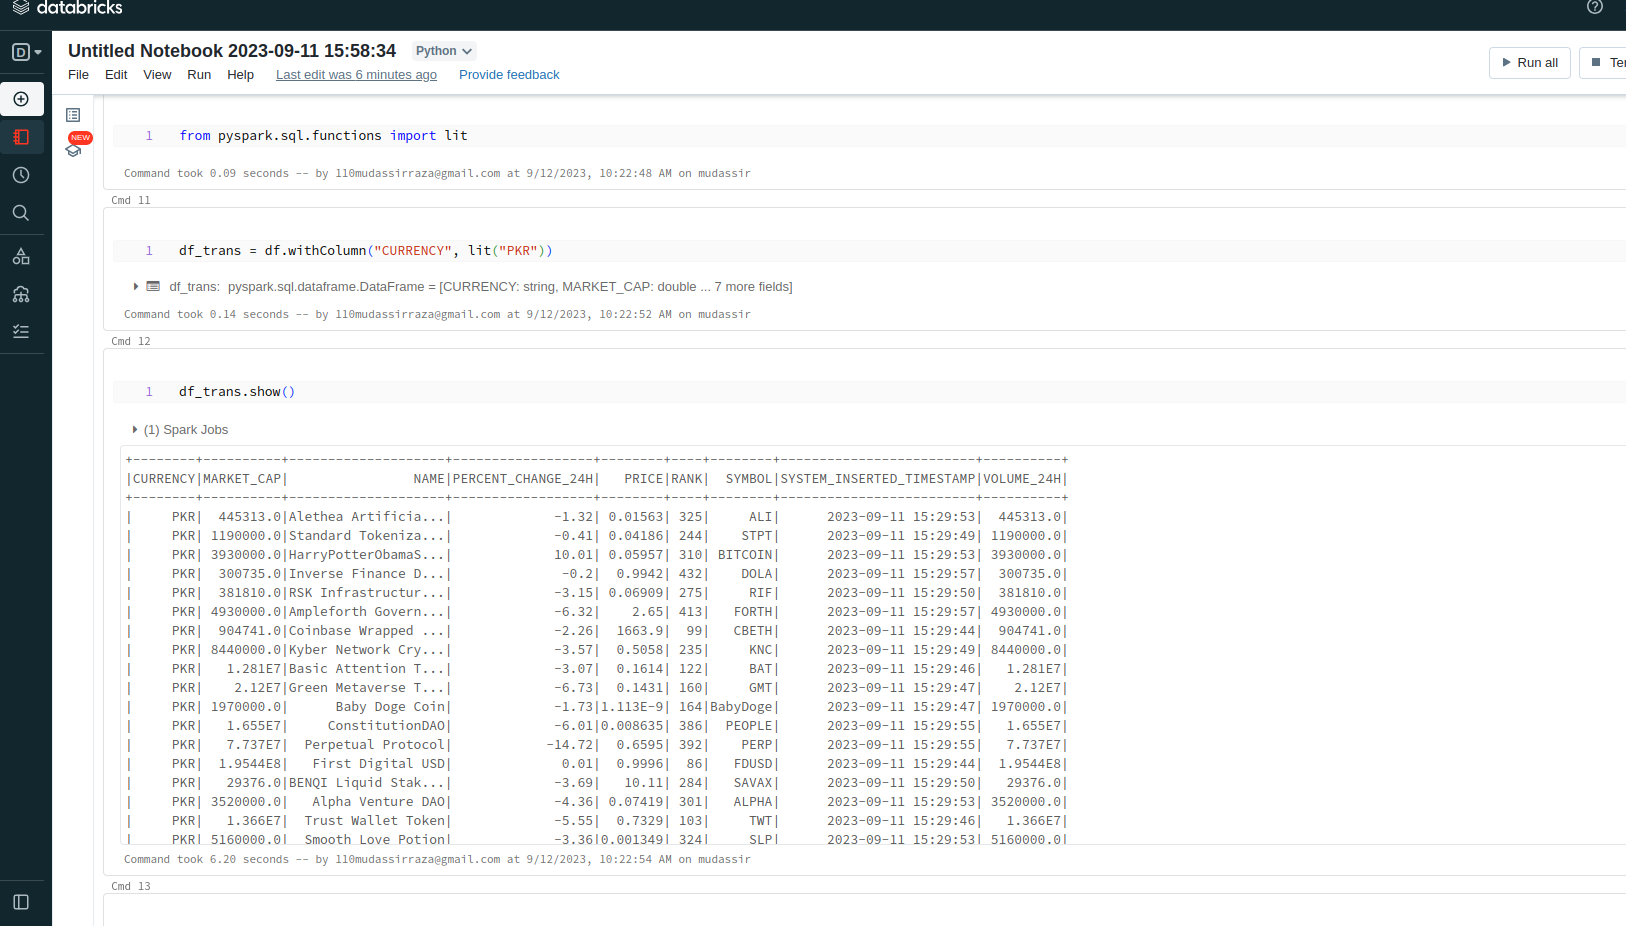 databricks
D
Untitled Notebook 2023-09-11 15:58:34 Python
File Edit View Run Help Last edit was 6 minutes ago Provide feedback
Run all
Ter
NEW
1 from pyspark.sql.functions import lit
Command took 0.09 seconds -- by 110mudassirraza@gmail.com at 9/12/2023, 10:22:48 AM on mudassir
Cmd 11
1 df_trans = df.withColumn("CURRENCY", lit("PKR"))
df_trans: pyspark.sql.dataframe.DataFrame = [CURRENCY: string, MARKET_CAP: double ... 7 more fields]
Command took 0.14 seconds -- by 110mudassirraza@gmail.com at 9/12/2023, 10:22:52 AM on mudassir
Cmd 12
1 df_trans.show()
(1) Spark Jobs
+--------+----------+--------------------+------------------+--------+----+--------+-------------------------+----------+
|CURRENCY|MARKET_CAP|                NAME|PERCENT_CHANGE_24H|   PRICE|RANK|  SYMBOL|SYSTEM_INSERTED_TIMESTAMP|VOLUME_24H|
+--------+----------+--------------------+------------------+--------+----+--------+-------------------------+----------+
|     PKR|  445313.0|Alethea Artificia...|             -1.32| 0.01563| 325|     ALI|      2023-09-11 15:29:53|  445313.0|
|     PKR| 1190000.0|Standard Tokeniza...|             -0.41| 0.04186| 244|    STPT|      2023-09-11 15:29:49| 1190000.0|
|     PKR| 3930000.0|HarryPotterObamaS...|             10.01| 0.05957| 310| BITCOIN|      2023-09-11 15:29:53| 3930000.0|
|     PKR|  300735.0|Inverse Finance D...|              -0.2|  0.9942| 432|    DOLA|      2023-09-11 15:29:57|  300735.0|
|     PKR|  381810.0|RSK Infrastructur...|             -3.15| 0.06909| 275|     RIF|      2023-09-11 15:29:50|  381810.0|
|     PKR| 4930000.0|Ampleforth Govern...|             -6.32|    2.65| 413|   FORTH|      2023-09-11 15:29:57| 4930000.0|
|     PKR|  904741.0|Coinbase Wrapped ...|             -2.26|  1663.9|  99|   CBETH|      2023-09-11 15:29:44|  904741.0|
|     PKR| 8440000.0|Kyber Network Cry...|             -3.57|  0.5058| 235|     KNC|      2023-09-11 15:29:49| 8440000.0|
|     PKR|   1.281E7|Basic Attention T...|             -3.07|  0.1614| 122|     BAT|      2023-09-11 15:29:46|   1.281E7|
|     PKR|    2.12E7|Green Metaverse T...|             -6.73|  0.1431| 160|     GMT|      2023-09-11 15:29:47|    2.12E7|
|     PKR| 1970000.0|      Baby Doge Coin|             -1.73|1.113E-9| 164|BabyDoge|      2023-09-11 15:29:47| 1970000.0|
|     PKR|   1.655E7|     ConstitutionDAO|             -6.01|0.008635| 386|  PEOPLE|      2023-09-11 15:29:55|   1.655E7|
|     PKR|   7.737E7|  Perpetual Protocol|            -14.72|  0.6595| 392|    PERP|      2023-09-11 15:29:55|   7.737E7|
|     PKR|  1.9544E8|   First Digital USD|              0.01|  0.9996|  86|   FDUSD|      2023-09-11 15:29:44|  1.9544E8|
|     PKR|   29376.0|BENQI Liquid Stak...|             -3.69|   10.11| 284|   SAVAX|      2023-09-11 15:29:50|   29376.0|
|     PKR| 3520000.0|   Alpha Venture DAO|             -4.36| 0.07419| 301|   ALPHA|      2023-09-11 15:29:53| 3520000.0|
|     PKR|   1.366E7|  Trust Wallet Token|             -5.55|  0.7329| 103|     TWT|      2023-09-11 15:29:46|   1.366E7|
|     PKR| 5160000.0|  Smooth Love Potion|             -3.36|0.001349| 324|     SLP|      2023-09-11 15:29:53| 5160000.0|
Command took 6.20 seconds -- by 110mudassirraza@gmail.com at 9/12/2023, 10:22:54 AM on mudassir
Cmd 13